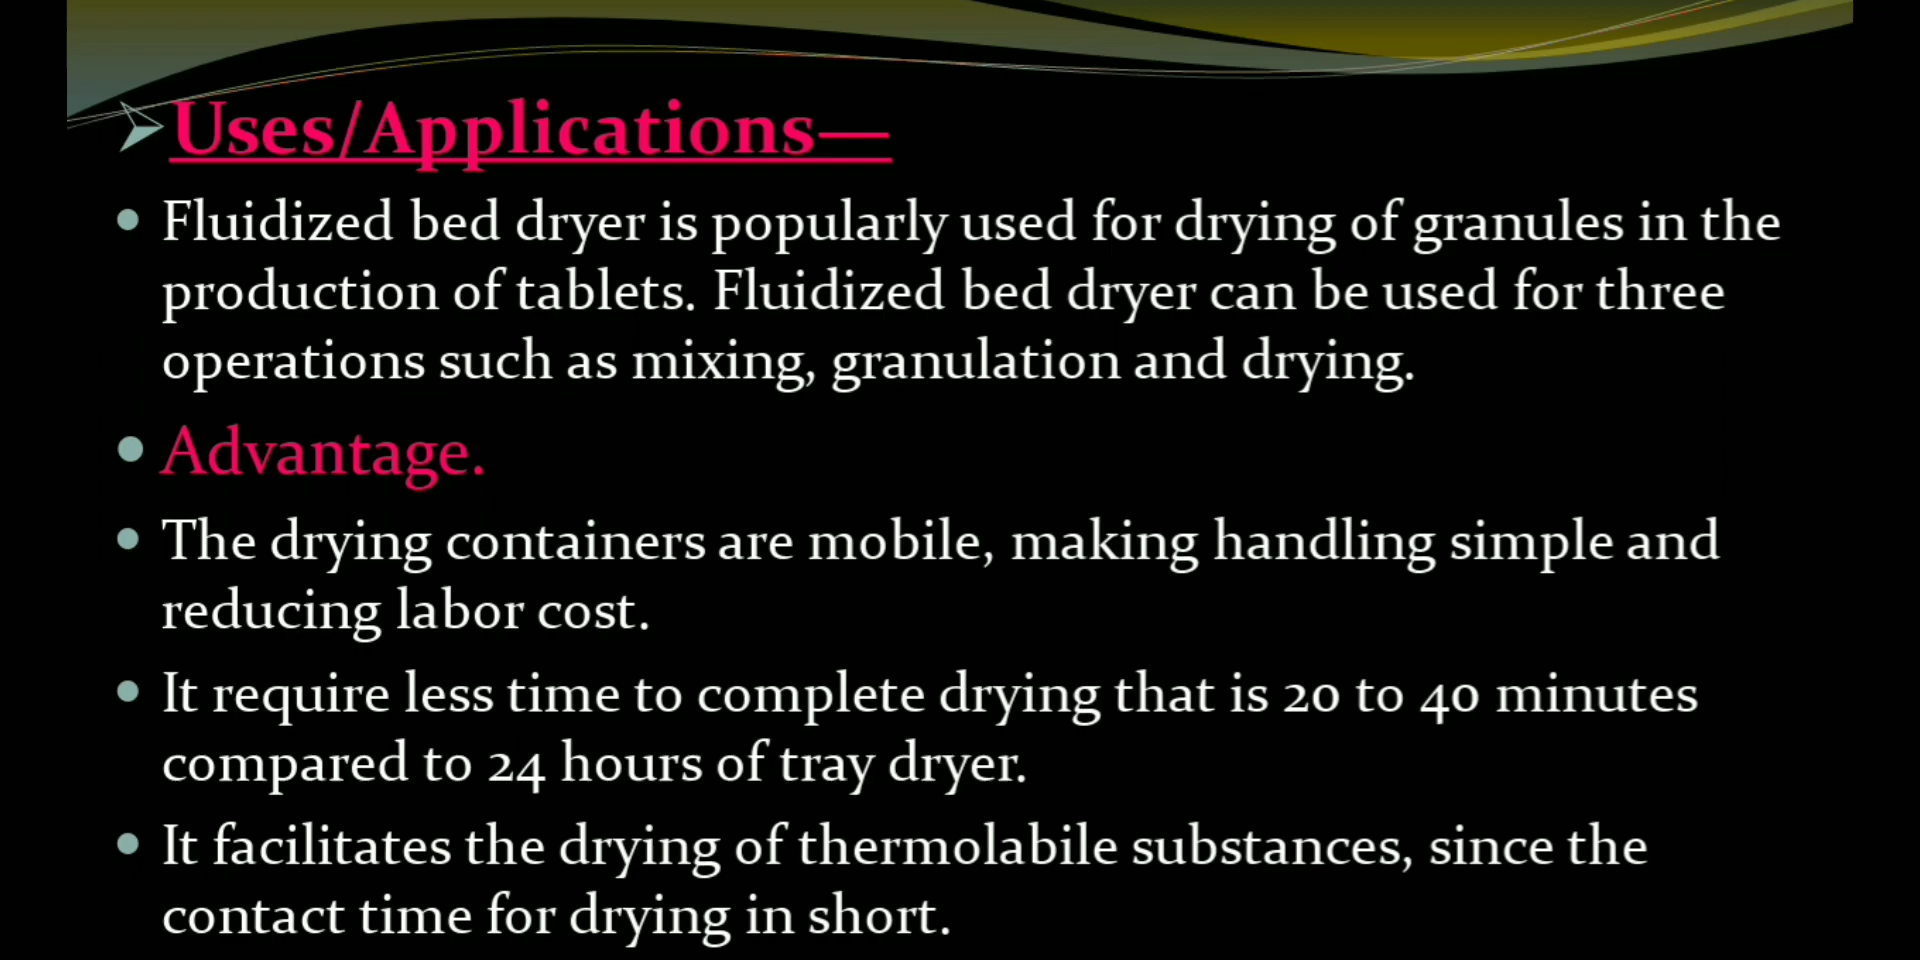 Uses/Applications—
Fluidized bed dryer is popularly used for drying of granules in the
production of tablets. Fluidized bed dryer can be used for three
operations such as mixing, granulation and drying.
Advantage.
The drying containers are mobile, making handling simple and
reducing labor cost.
It require less time to complete drying that is 20 to 40 minutes
compared to 24 hours of tray dryer.
It facilitates the drying of thermolabile substances, since the
contact time for drying in short.